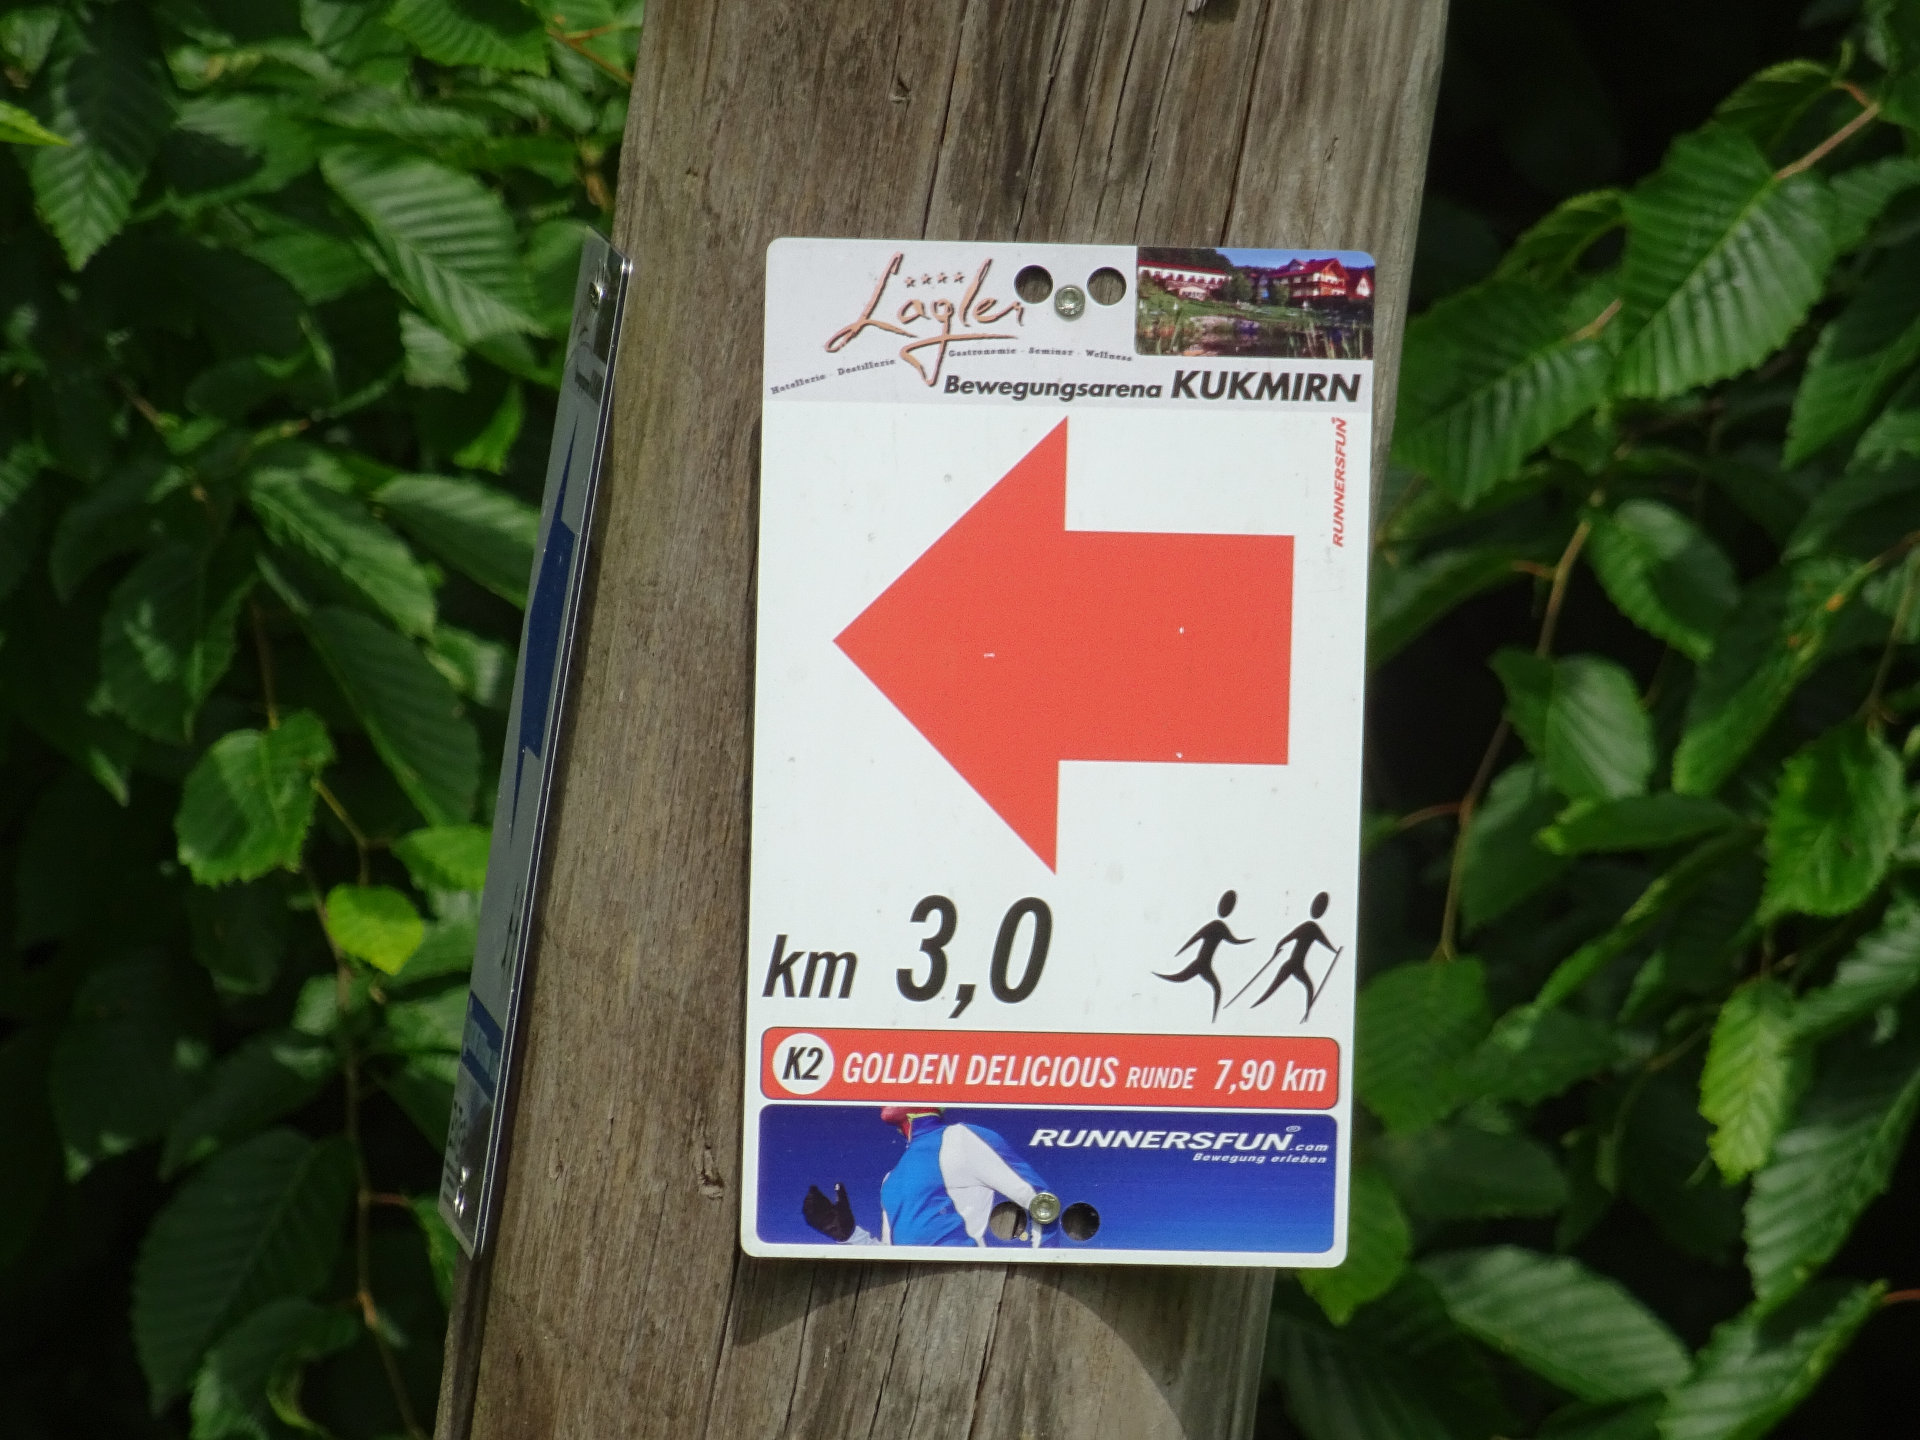 Lagler
Hotellerie - Destillerie Gastronomie - Seminar - Wellness
Bewegungsarena KUKMIRN
RUNNERSFUN
km 3,0
K2 GOLDEN DELICIOUS RUNDE 7,90 km
RUNNERSFUN.com
Bewegung erleben